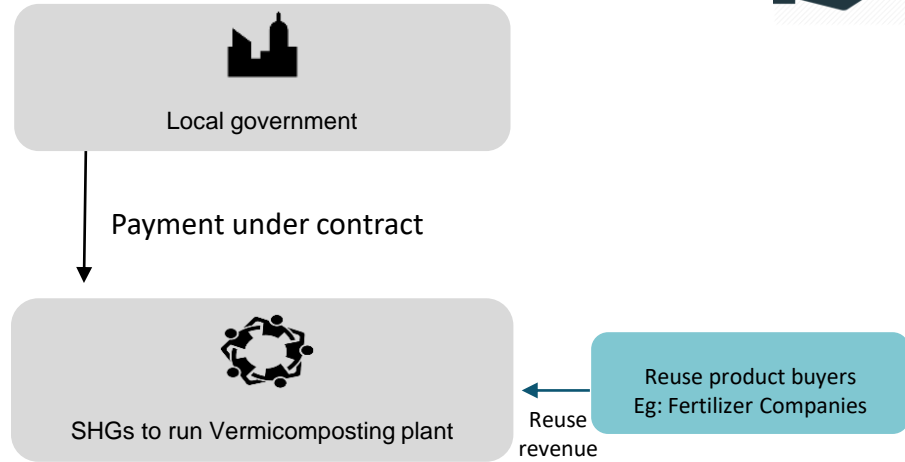 Local government
Payment under contract
SHGs to run Vermicomposting plant
Reuse
revenue
Reuse product buyers
Eg: Fertilizer Companies